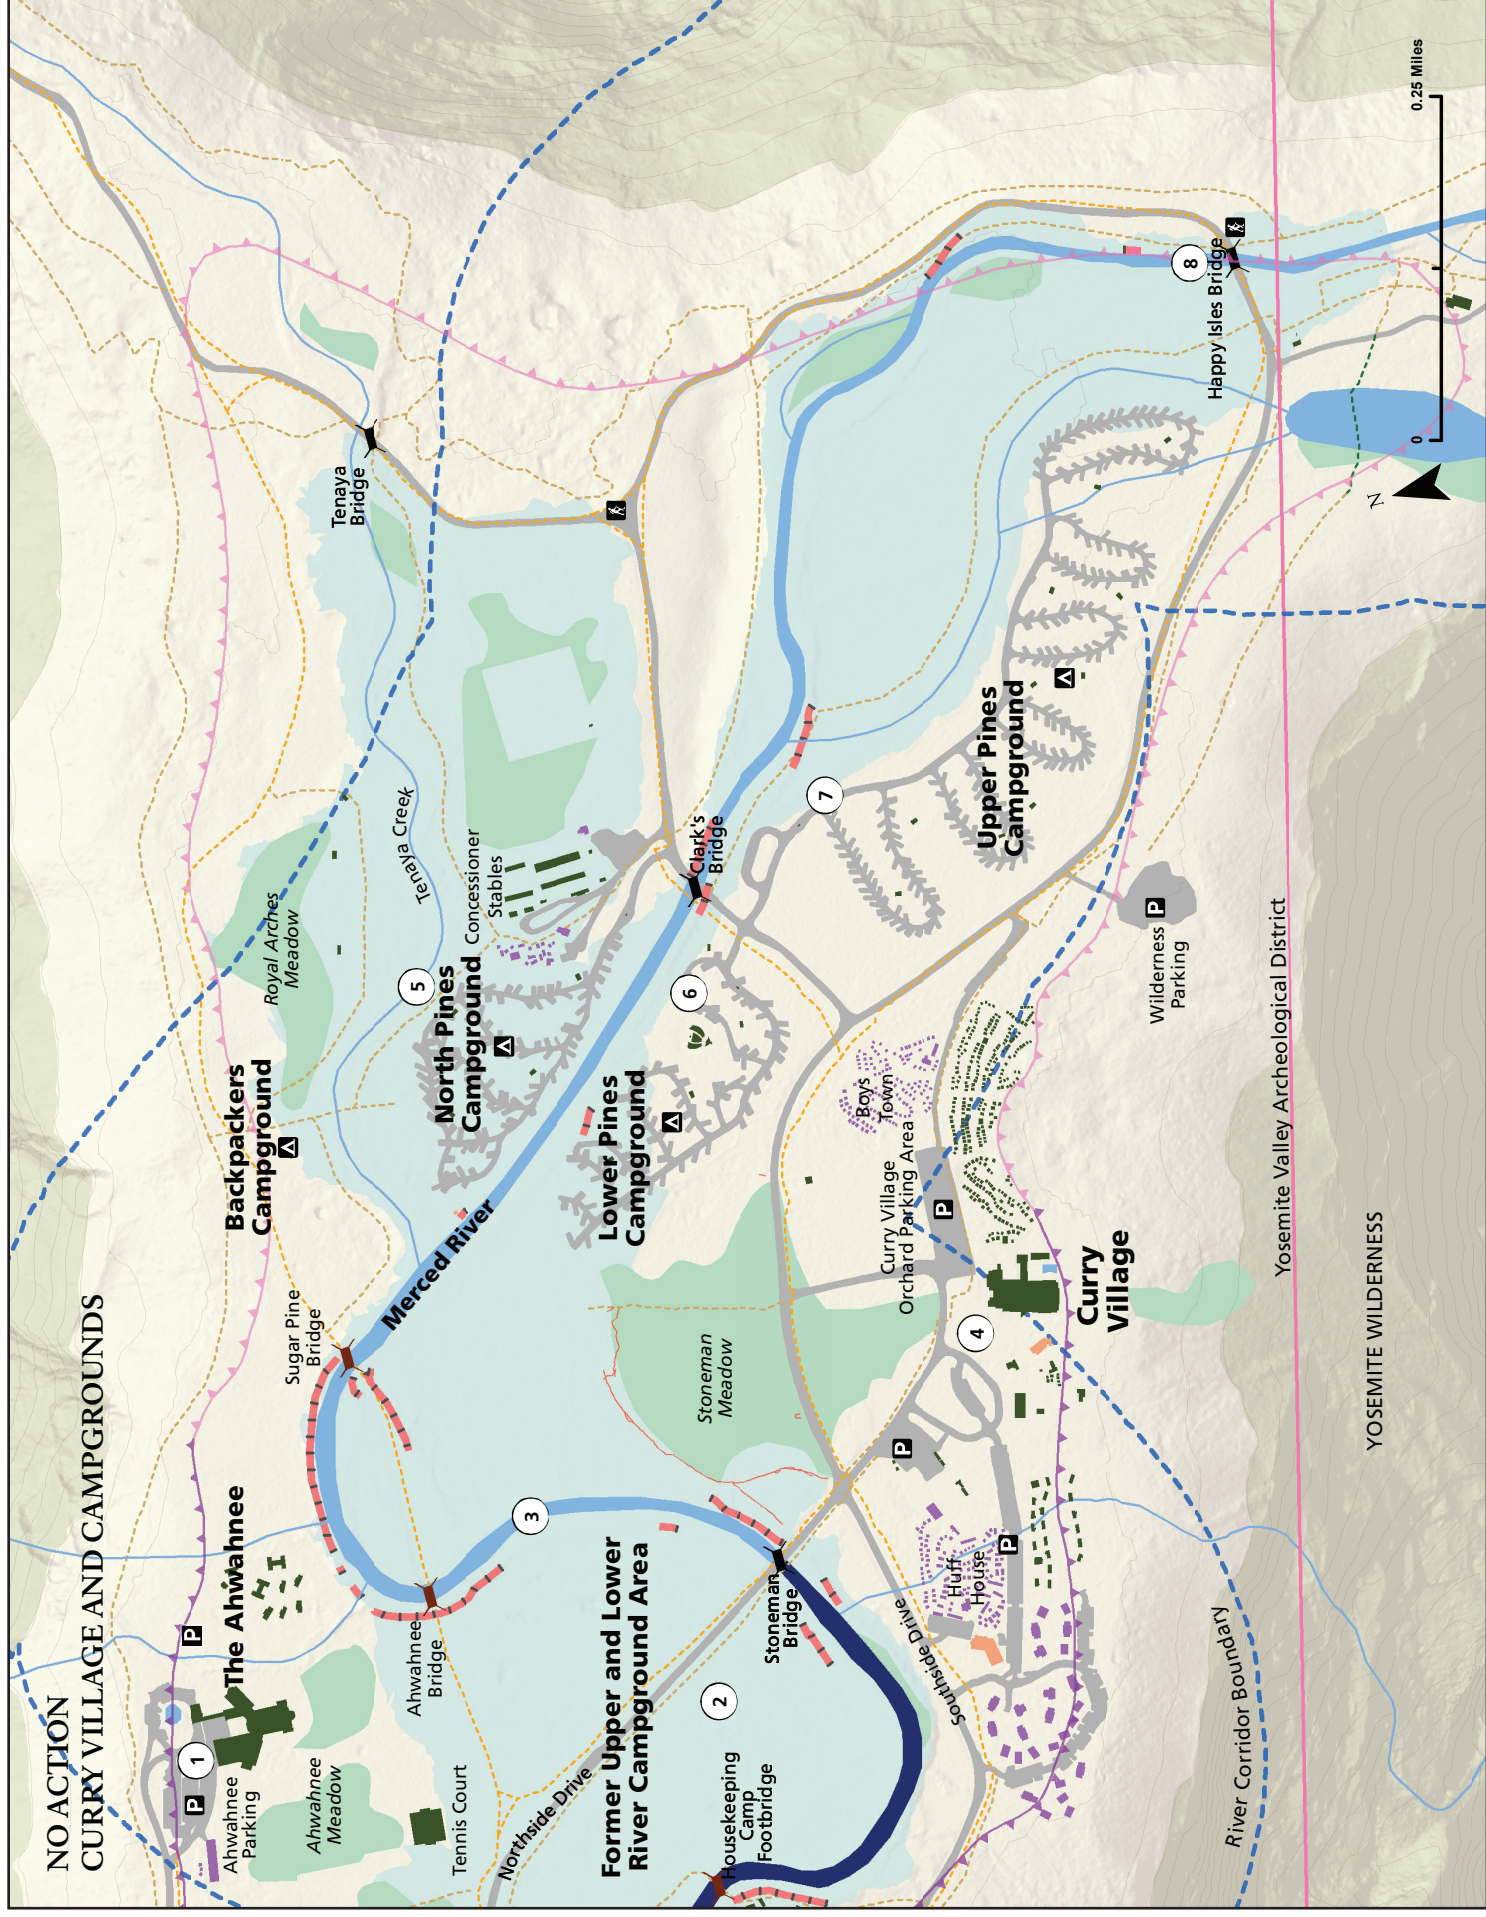 NO ACTION
CURRY VILLAGE AND CAMPGROUNDS
P
1
P
Ahwahnee
Parking
The Ahwahnee
Ahwahnee
Meadow
Tennis Court
Ahwahnee
Bridge
Sugar Pine
Bridge
Backpackers
Campground
Royal Arches
Meadow
Tenaya Creek
5
Tenaya
Bridge
Concessioner
Stables
North Pines
Campground
Merced River
3
Northside Drive
Former Upper and Lower
River Campground Area
2
Housekeeping
Camp
Footbridge
Stoneman
Bridge
Stoneman
Meadow
Lower Pines
Campground
6
Clark's
Bridge
7
Upper Pines
Campground
8
Happy Isles Bridge
Boys
Town
Curry Village
Orchard Parking Area
P
4
Curry
Village
P
P
Huff
House
Southside Drive
Wilderness
Parking
P
River Corridor Boundary
Yosemite Valley Archeological District
YOSEMITE WILDERNESS
N
0
0.25 Miles